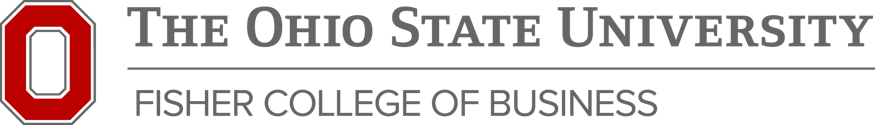 THE OHIO STATE UNIVERSITY
FISHER COLLEGE OF BUSINESS